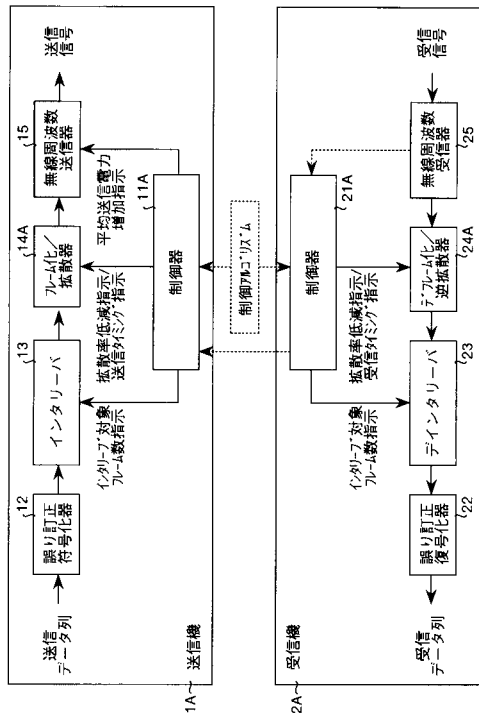 送信
データ列
12
誤り訂正
符号化器
13
インタリーバ
14A
フレーム化/
拡散器
15
無線周波数
送信器
送信
信号
インタリーブ対象
フレーム数指示
拡散率低減指示/
送信タイミング指示
平均送信電力
増加指示
11A
制御器
1A
送信機
制御アルゴリズム
2A
受信機
21A
制御器
インタリーブ対象
フレーム数指示
拡散率低減指示/
受信タイミング指示
受信
データ列
誤り訂正
復号化器
22
デインタリーバ
23
デフレーム化/
逆拡散器
24A
無線周波数
受信器
25
受信
信号